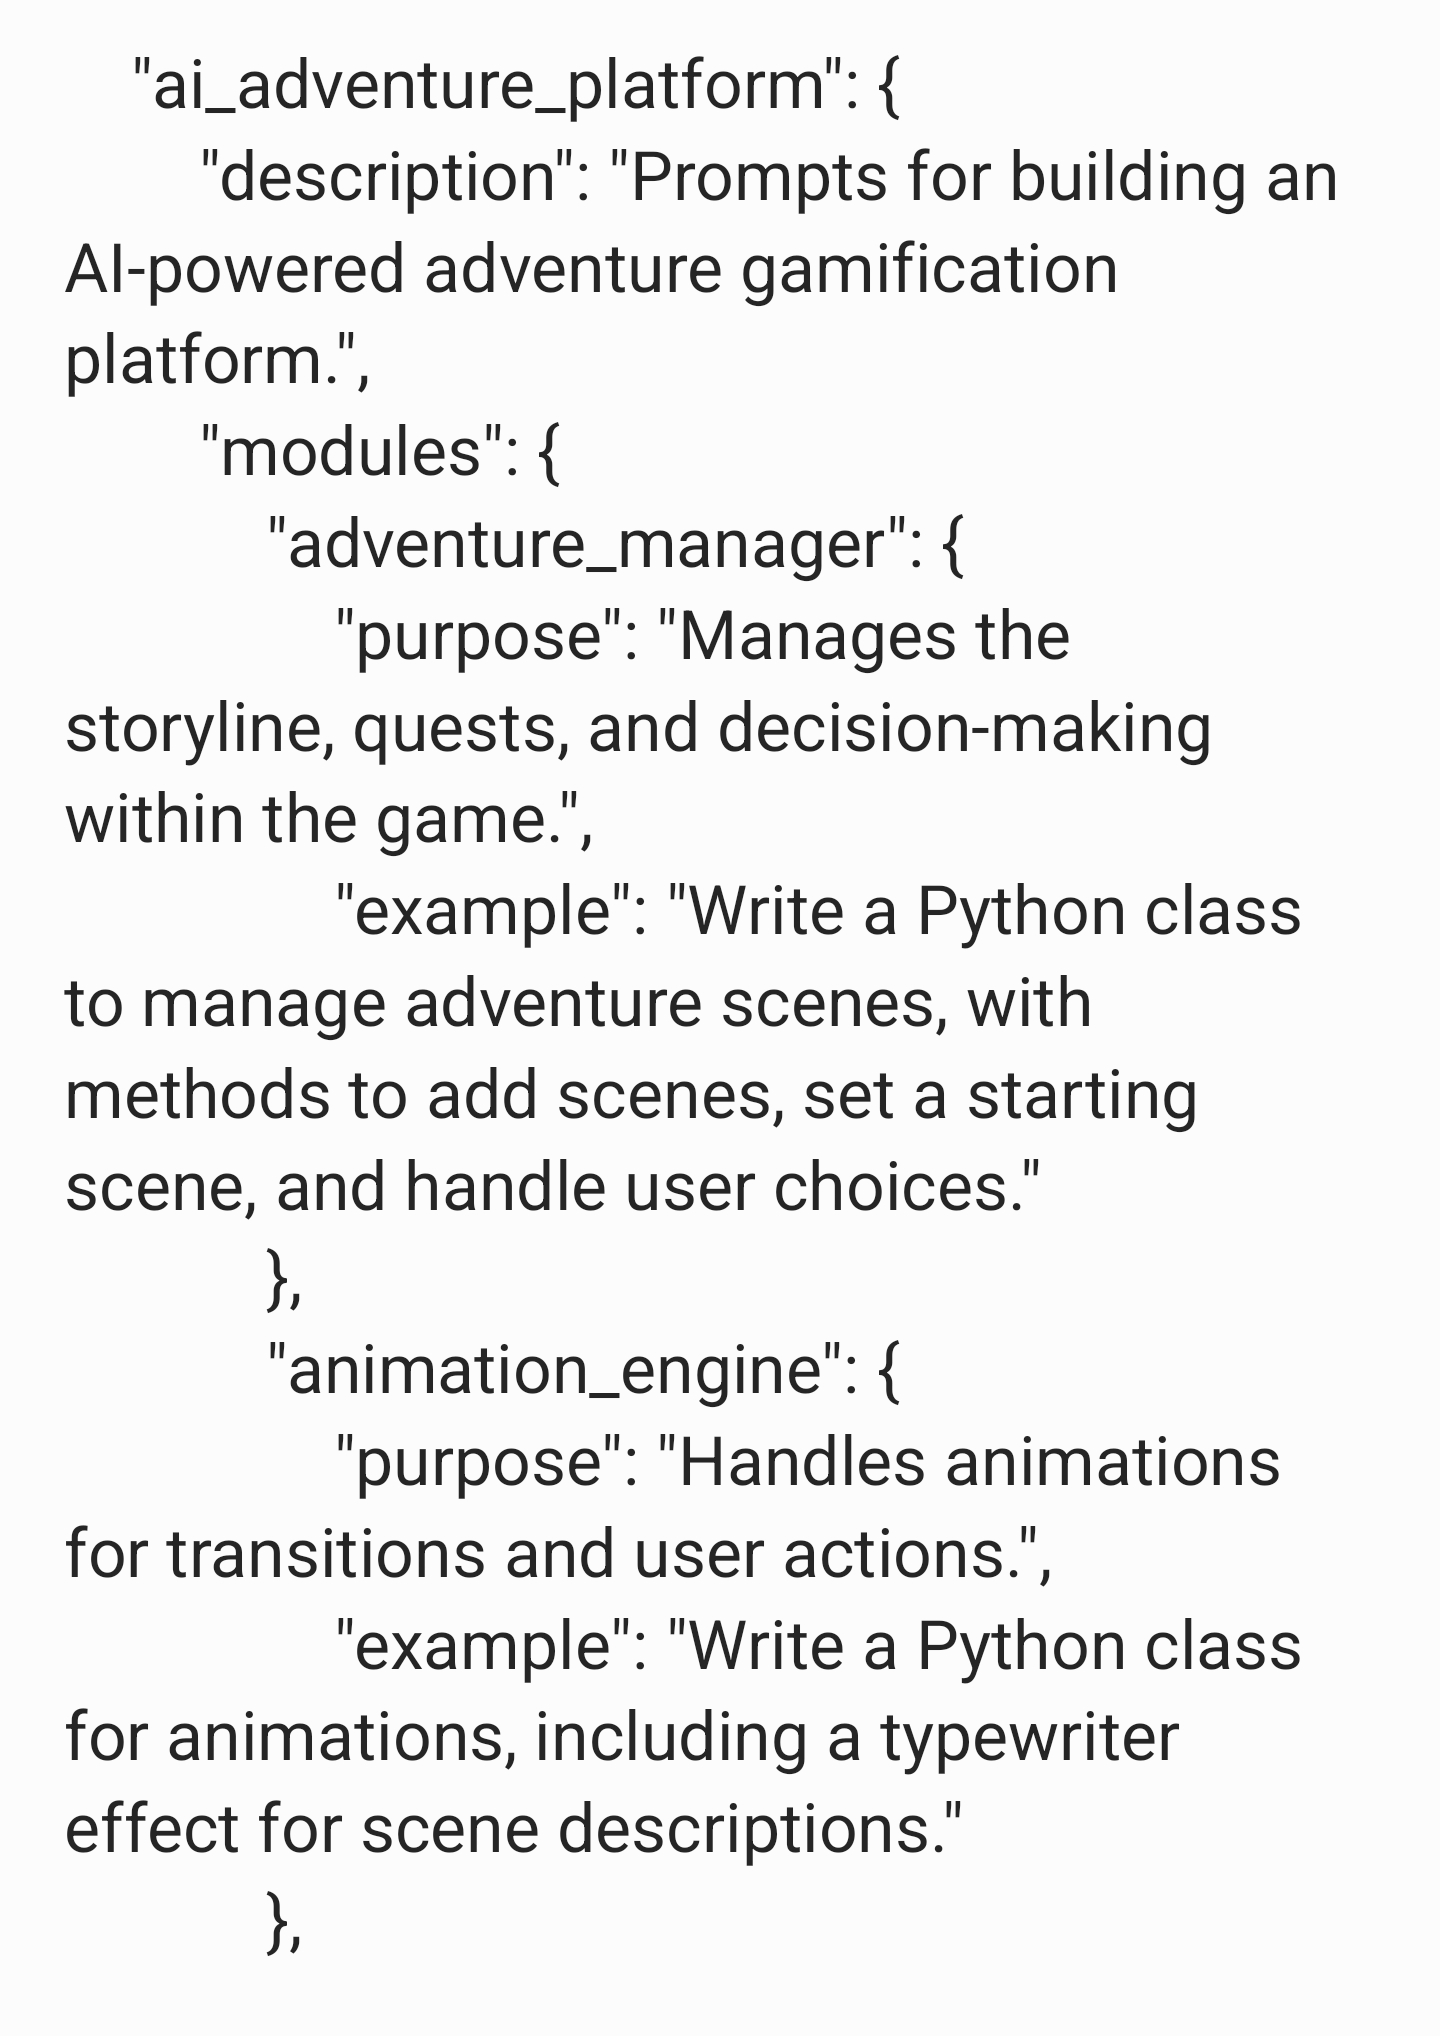 "ai_adventure_platform": {
"description": "Prompts for building an
AI-powered adventure gamification
platform.",
"modules": {
"adventure_manager": {
"purpose": "Manages the
storyline, quests, and decision-making
within the game.",
"example": "Write a Python class
to manage adventure scenes, with
methods to add scenes, set a starting
scene, and handle user choices."
},
"animation_engine": {
"purpose": "Handles animations
for transitions and user actions.",
"example": "Write a Python class
for animations, including a typewriter
effect for scene descriptions."
},